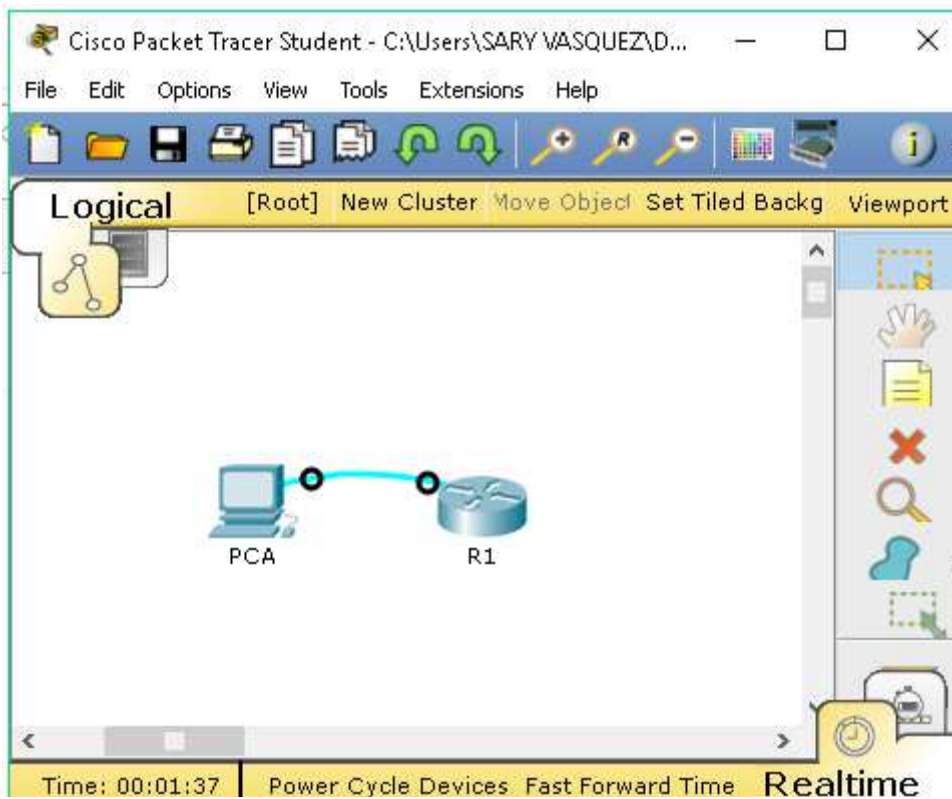 Cisco Packet Tracer Student - C:\Users\SARY VASQUEZ\D...
File Edit Options View Tools Extensions Help
Logical [Root] New Cluster Move Object Set Tiled Backg Viewport
PCA R1
Time: 00:01:37 Power Cycle Devices Fast Forward Time Realtime